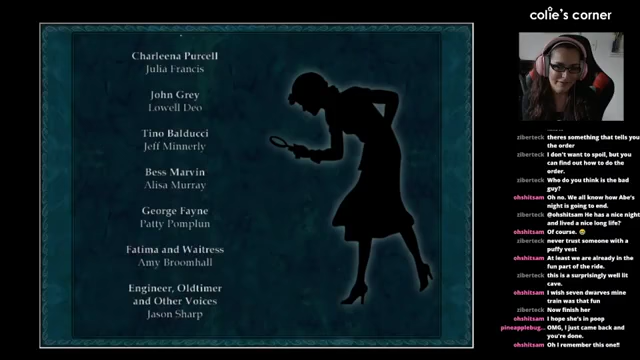 colie's corner
Charleena Purcell
Julia Francis
John Grey
Lowell Deo
Tino Balducci
Jeff Minnerly
Bess Marvin
Alisa Murray
George Fayne
Patty Pomplun
Fatima and Waitress
Amy Broomhall
Engineer, Oldtimer
and Other Voices
Jason Sharp
ziberteck theres something that tells you
the order
ziberteck I don't want to spoil, but you
can find out how to do the
order.
ziberteck Who do you think is the bad
guy?
ohshitsam Oh no. We all know how Abe's
night is going to end.
ziberteck @ohshitsam He has a nice night
and lived a nice long life?
ohshitsam Of course.
ziberteck never trust someone with a
puffy vest
ohshitsam At least we are already in the
fun part of the ride.
ziberteck this is a surprisingly well lit
cave.
ohshitsam I wish seven dwarves mine
train was that fun
ziberteck Now finish her
ohshitsam I hope she's in poop
pineapplebug... OMG, I just came back and
you're done.
ohshitsam Oh I remember this one!!